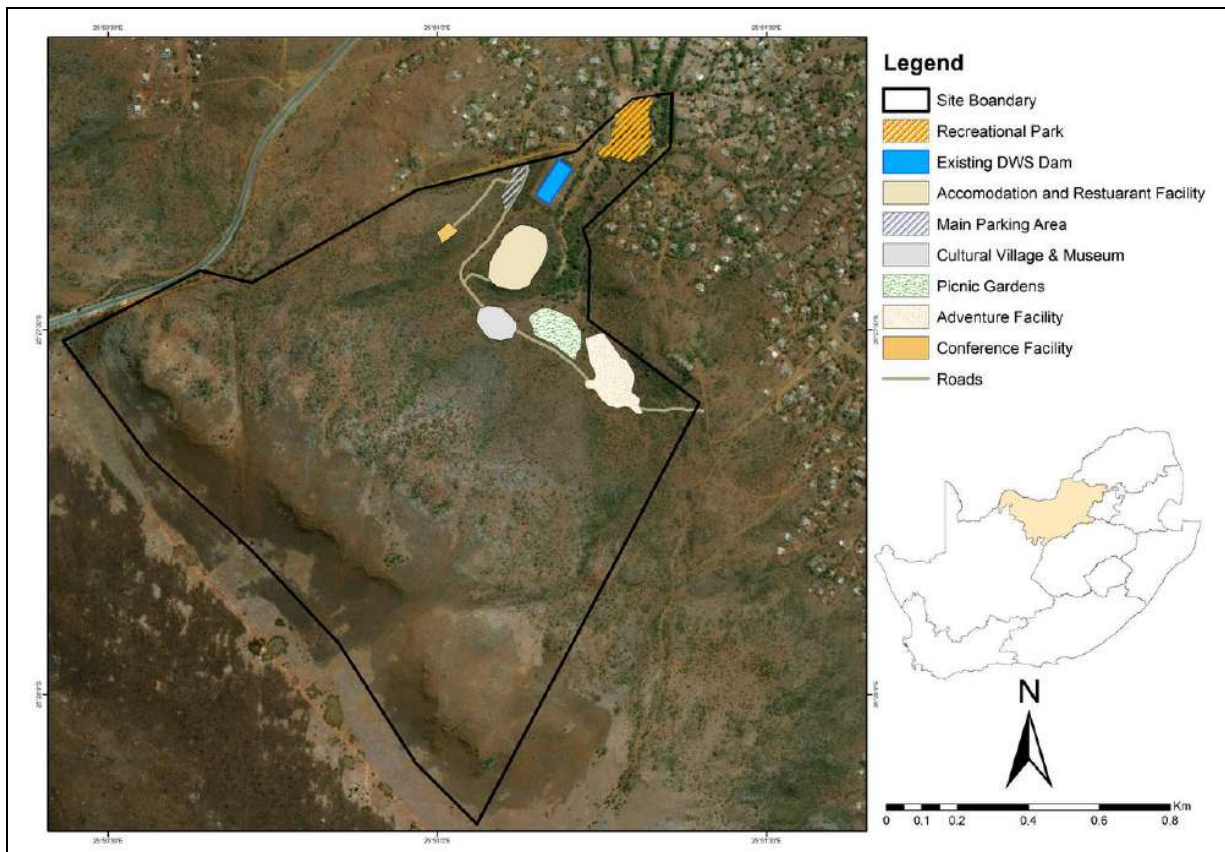 Legend
Site Boundary
Recreational Park
Existing DWS Dam
Accomodation and Restuarant Facility
Main Parking Area
Cultural Village & Museum
Picnic Gardens
Adventure Facility
Conference Facility
Roads
N
Km
0 0.1 0.2 0.4 0.6 0.8